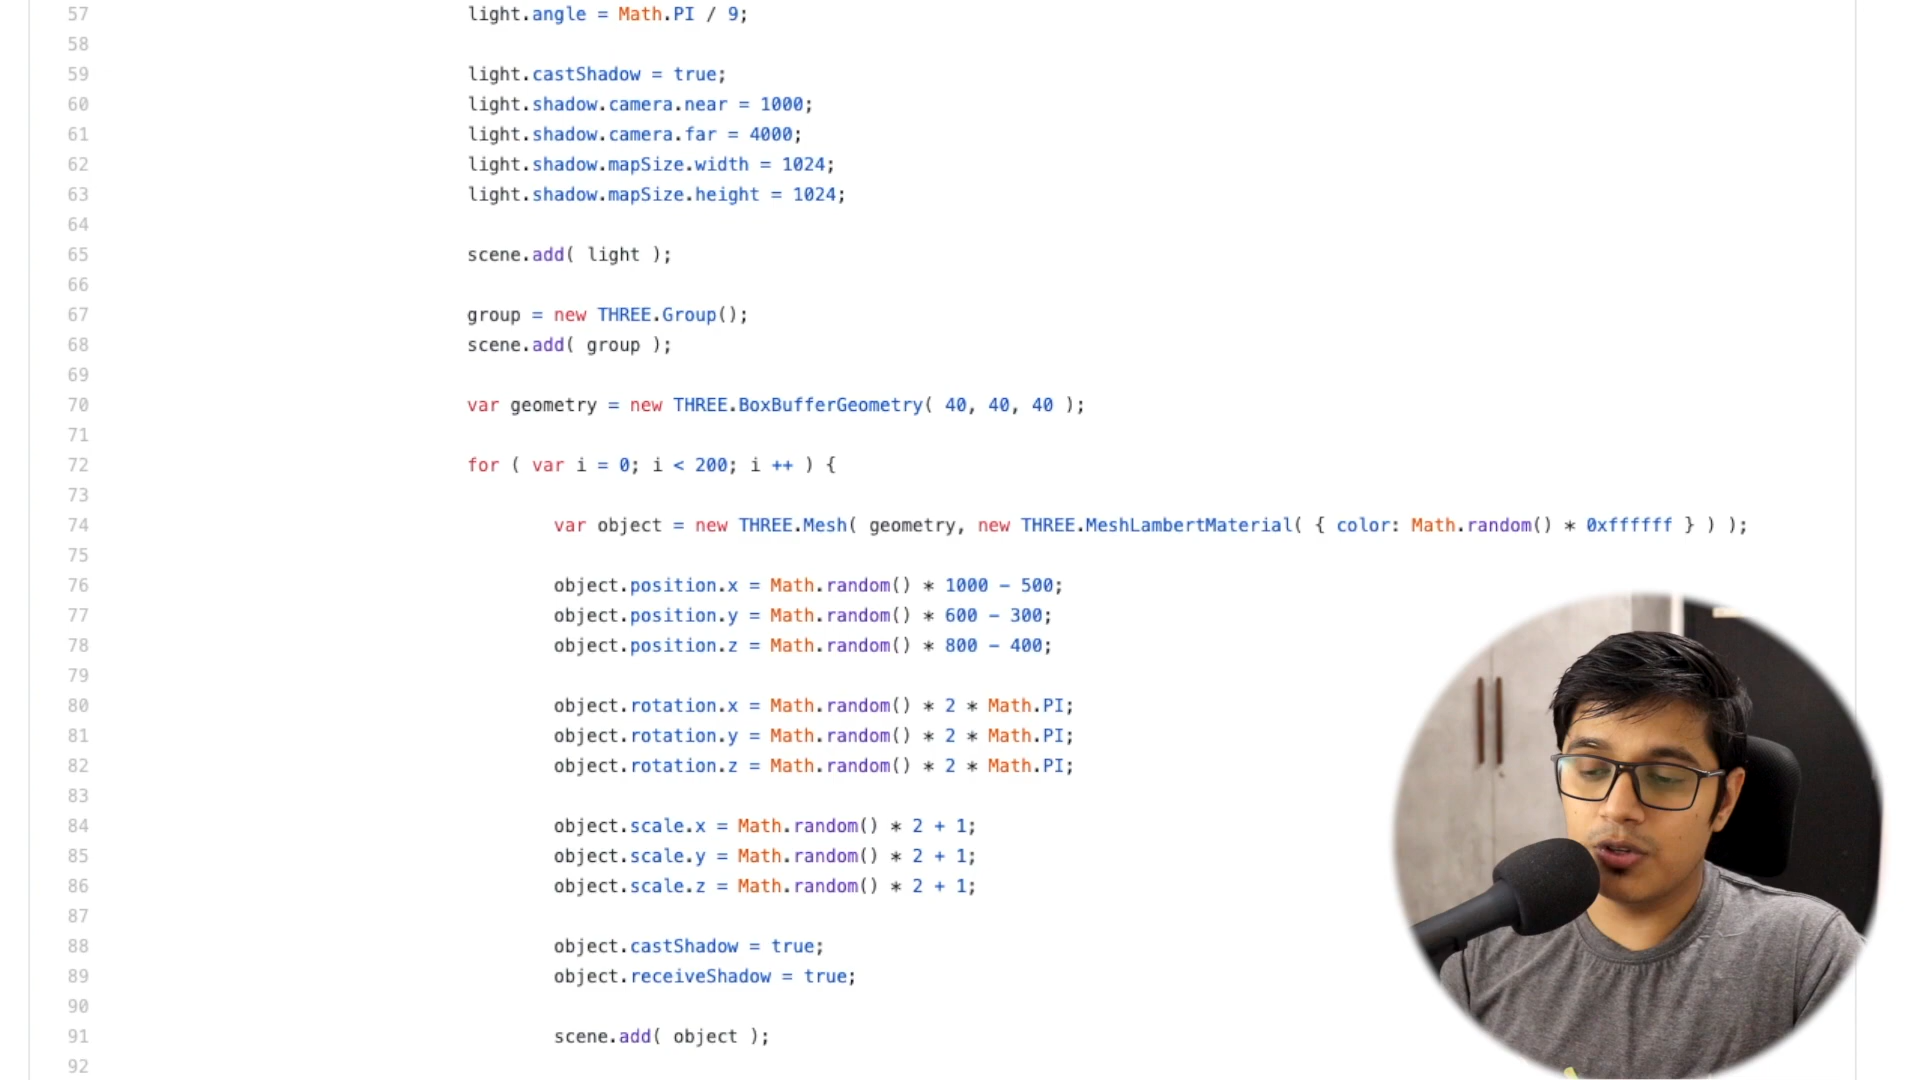 57 light.angle = Math.PI / 9;
58
59 light.castShadow = true;
60 light.shadow.camera.near = 1000;
61 light.shadow.camera.far = 4000;
62 light.shadow.mapSize.width = 1024;
63 light.shadow.mapSize.height = 1024;
64
65 scene.add( light );
66
67 group = new THREE.Group();
68 scene.add( group );
69
70 var geometry = new THREE.BoxBufferGeometry( 40, 40, 40 );
71
72 for ( var i = 0; i < 200; i ++ ) {
73
74 var object = new THREE.Mesh( geometry, new THREE.MeshLambertMaterial( { color: Math.random() * 0xffffff } ) );
75
76 object.position.x = Math.random() * 1000 - 500;
77 object.position.y = Math.random() * 600 - 300;
78 object.position.z = Math.random() * 800 - 400;
79
80 object.rotation.x = Math.random() * 2 * Math.PI;
81 object.rotation.y = Math.random() * 2 * Math.PI;
82 object.rotation.z = Math.random() * 2 * Math.PI;
83
84 object.scale.x = Math.random() * 2 + 1;
85 object.scale.y = Math.random() * 2 + 1;
86 object.scale.z = Math.random() * 2 + 1;
87
88 object.castShadow = true;
89 object.receiveShadow = true;
90
91 scene.add( object );
92